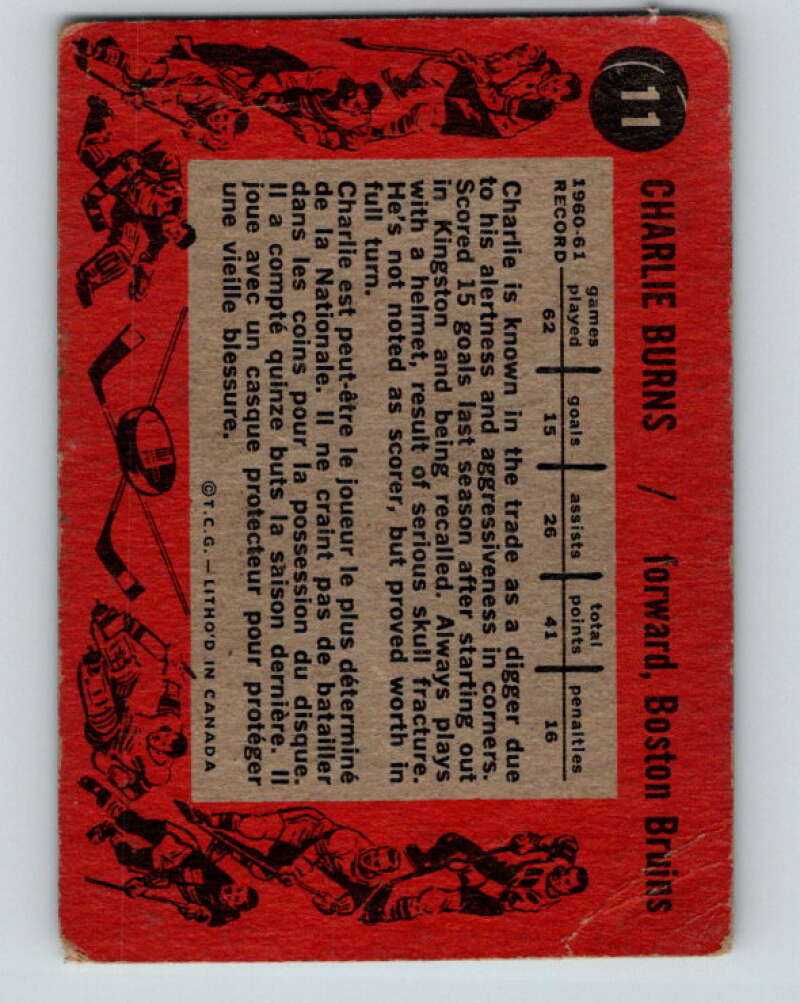 11
CHARLIE BURNS / forward, Boston Bruins
1960-61 RECORD
games played goals assists total points penalties
62 15 26 41 16
Charlie is known in the trade as a digger due
to his alertness and aggressiveness in corners.
Scored 15 goals last season after starting out
in Kingston and being recalled. Always plays
with a helmet, result of serious skull fracture.
He's not noted as scorer, but proved worth in
full turn.
Charlie est peut-être le joueur le plus déterminé
de la Nationale. Il ne craint pas de batailler
dans les coins pour la possession du disque.
Il a compté quinze buts la saison dernière. Il
joue avec un casque protecteur pour protéger
une vieille blessure.
©T.C.G. — LITHO'D IN CANADA